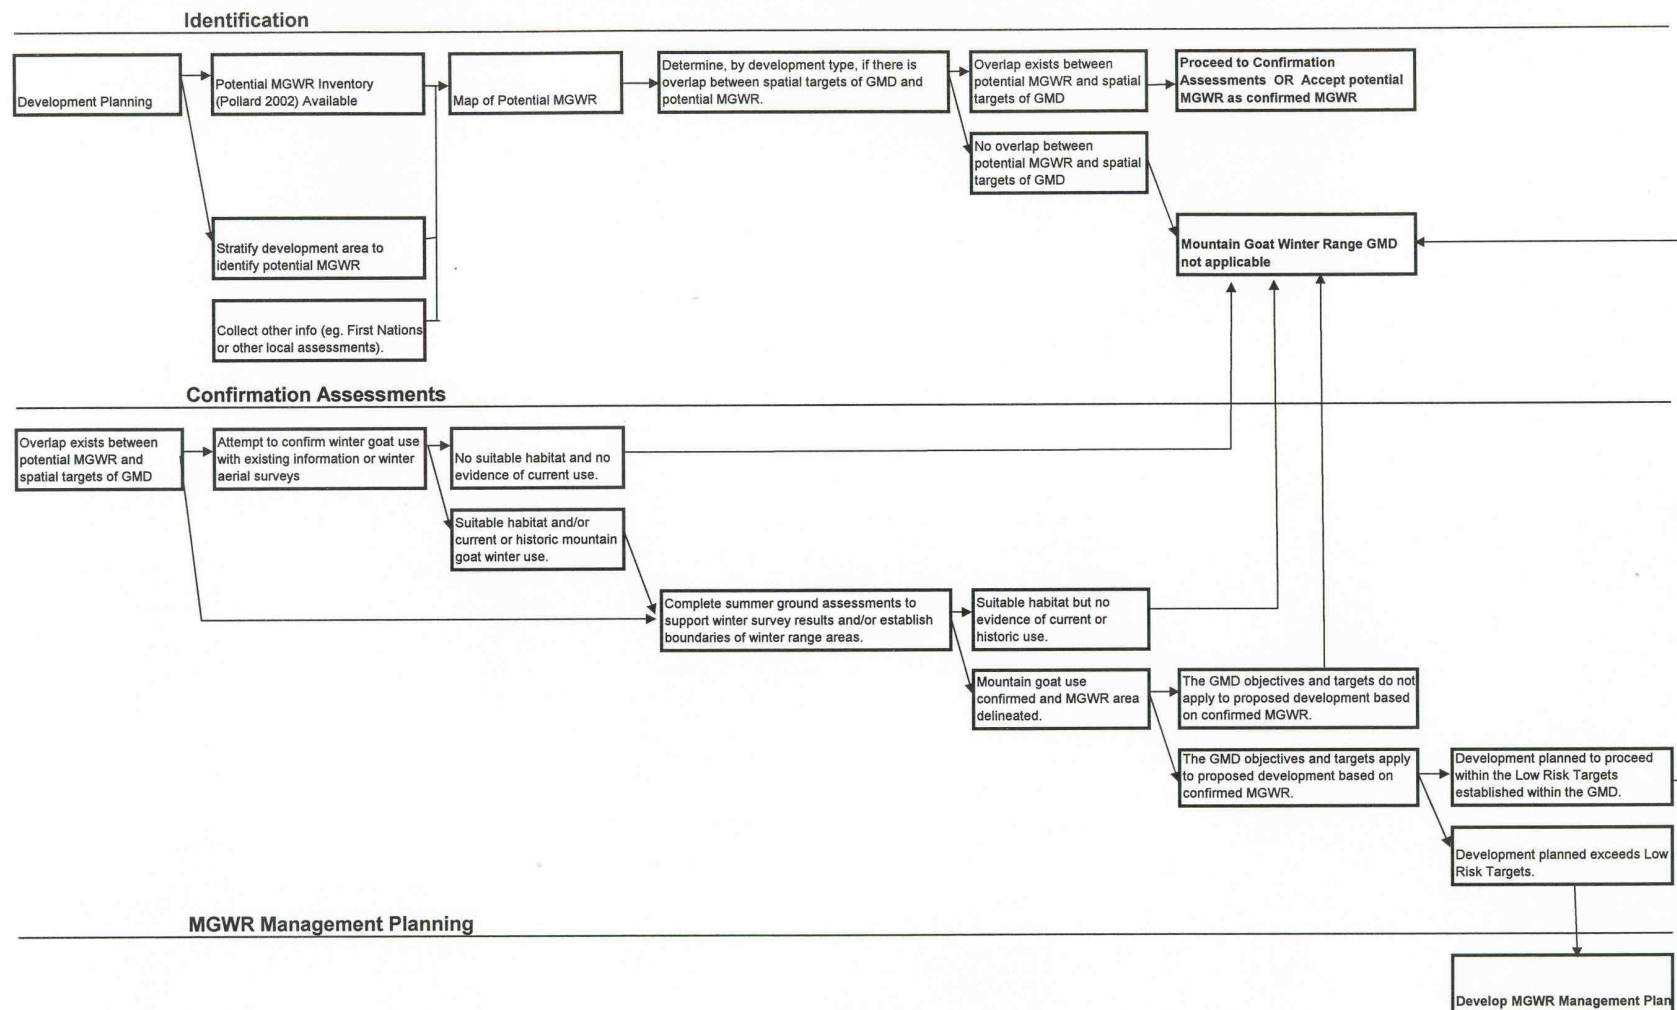 Identification
Development Planning
Potential MGWR Inventory
(Pollard 2002) Available
Map of Potential MGWR
Determine, by development type, if there is
overlap between spatial targets of GMD and
potential MGWR.
Overlap exists between
potential MGWR and spatial
targets of GMD
Proceed to Confirmation
Assessments OR Accept potential
MGWR as confirmed MGWR
No overlap between
potential MGWR and spatial
targets of GMD
Stratify development area to
identify potential MGWR
Mountain Goat Winter Range GMD
not applicable
Collect other info (eg. First Nations
or other local assessments).
Confirmation Assessments
Overlap exists between
potential MGWR and
spatial targets of GMD
Attempt to confirm winter goat use
with existing information or winter
aerial surveys
No suitable habitat and no
evidence of current use.
Suitable habitat and/or
current or historic mountain
goat winter use.
Complete summer ground assessments to
support winter survey results and/or establish
boundaries of winter range areas.
Suitable habitat but no
evidence of current or
historic use.
Mountain goat use
confirmed and MGWR area
delineated.
The GMD objectives and targets do not
apply to proposed development based
on confirmed MGWR.
The GMD objectives and targets apply
to proposed development based on
confirmed MGWR.
Development planned to proceed
within the Low Risk Targets
established within the GMD.
Development planned exceeds Low
Risk Targets.
MGWR Management Planning
Develop MGWR Management Plan